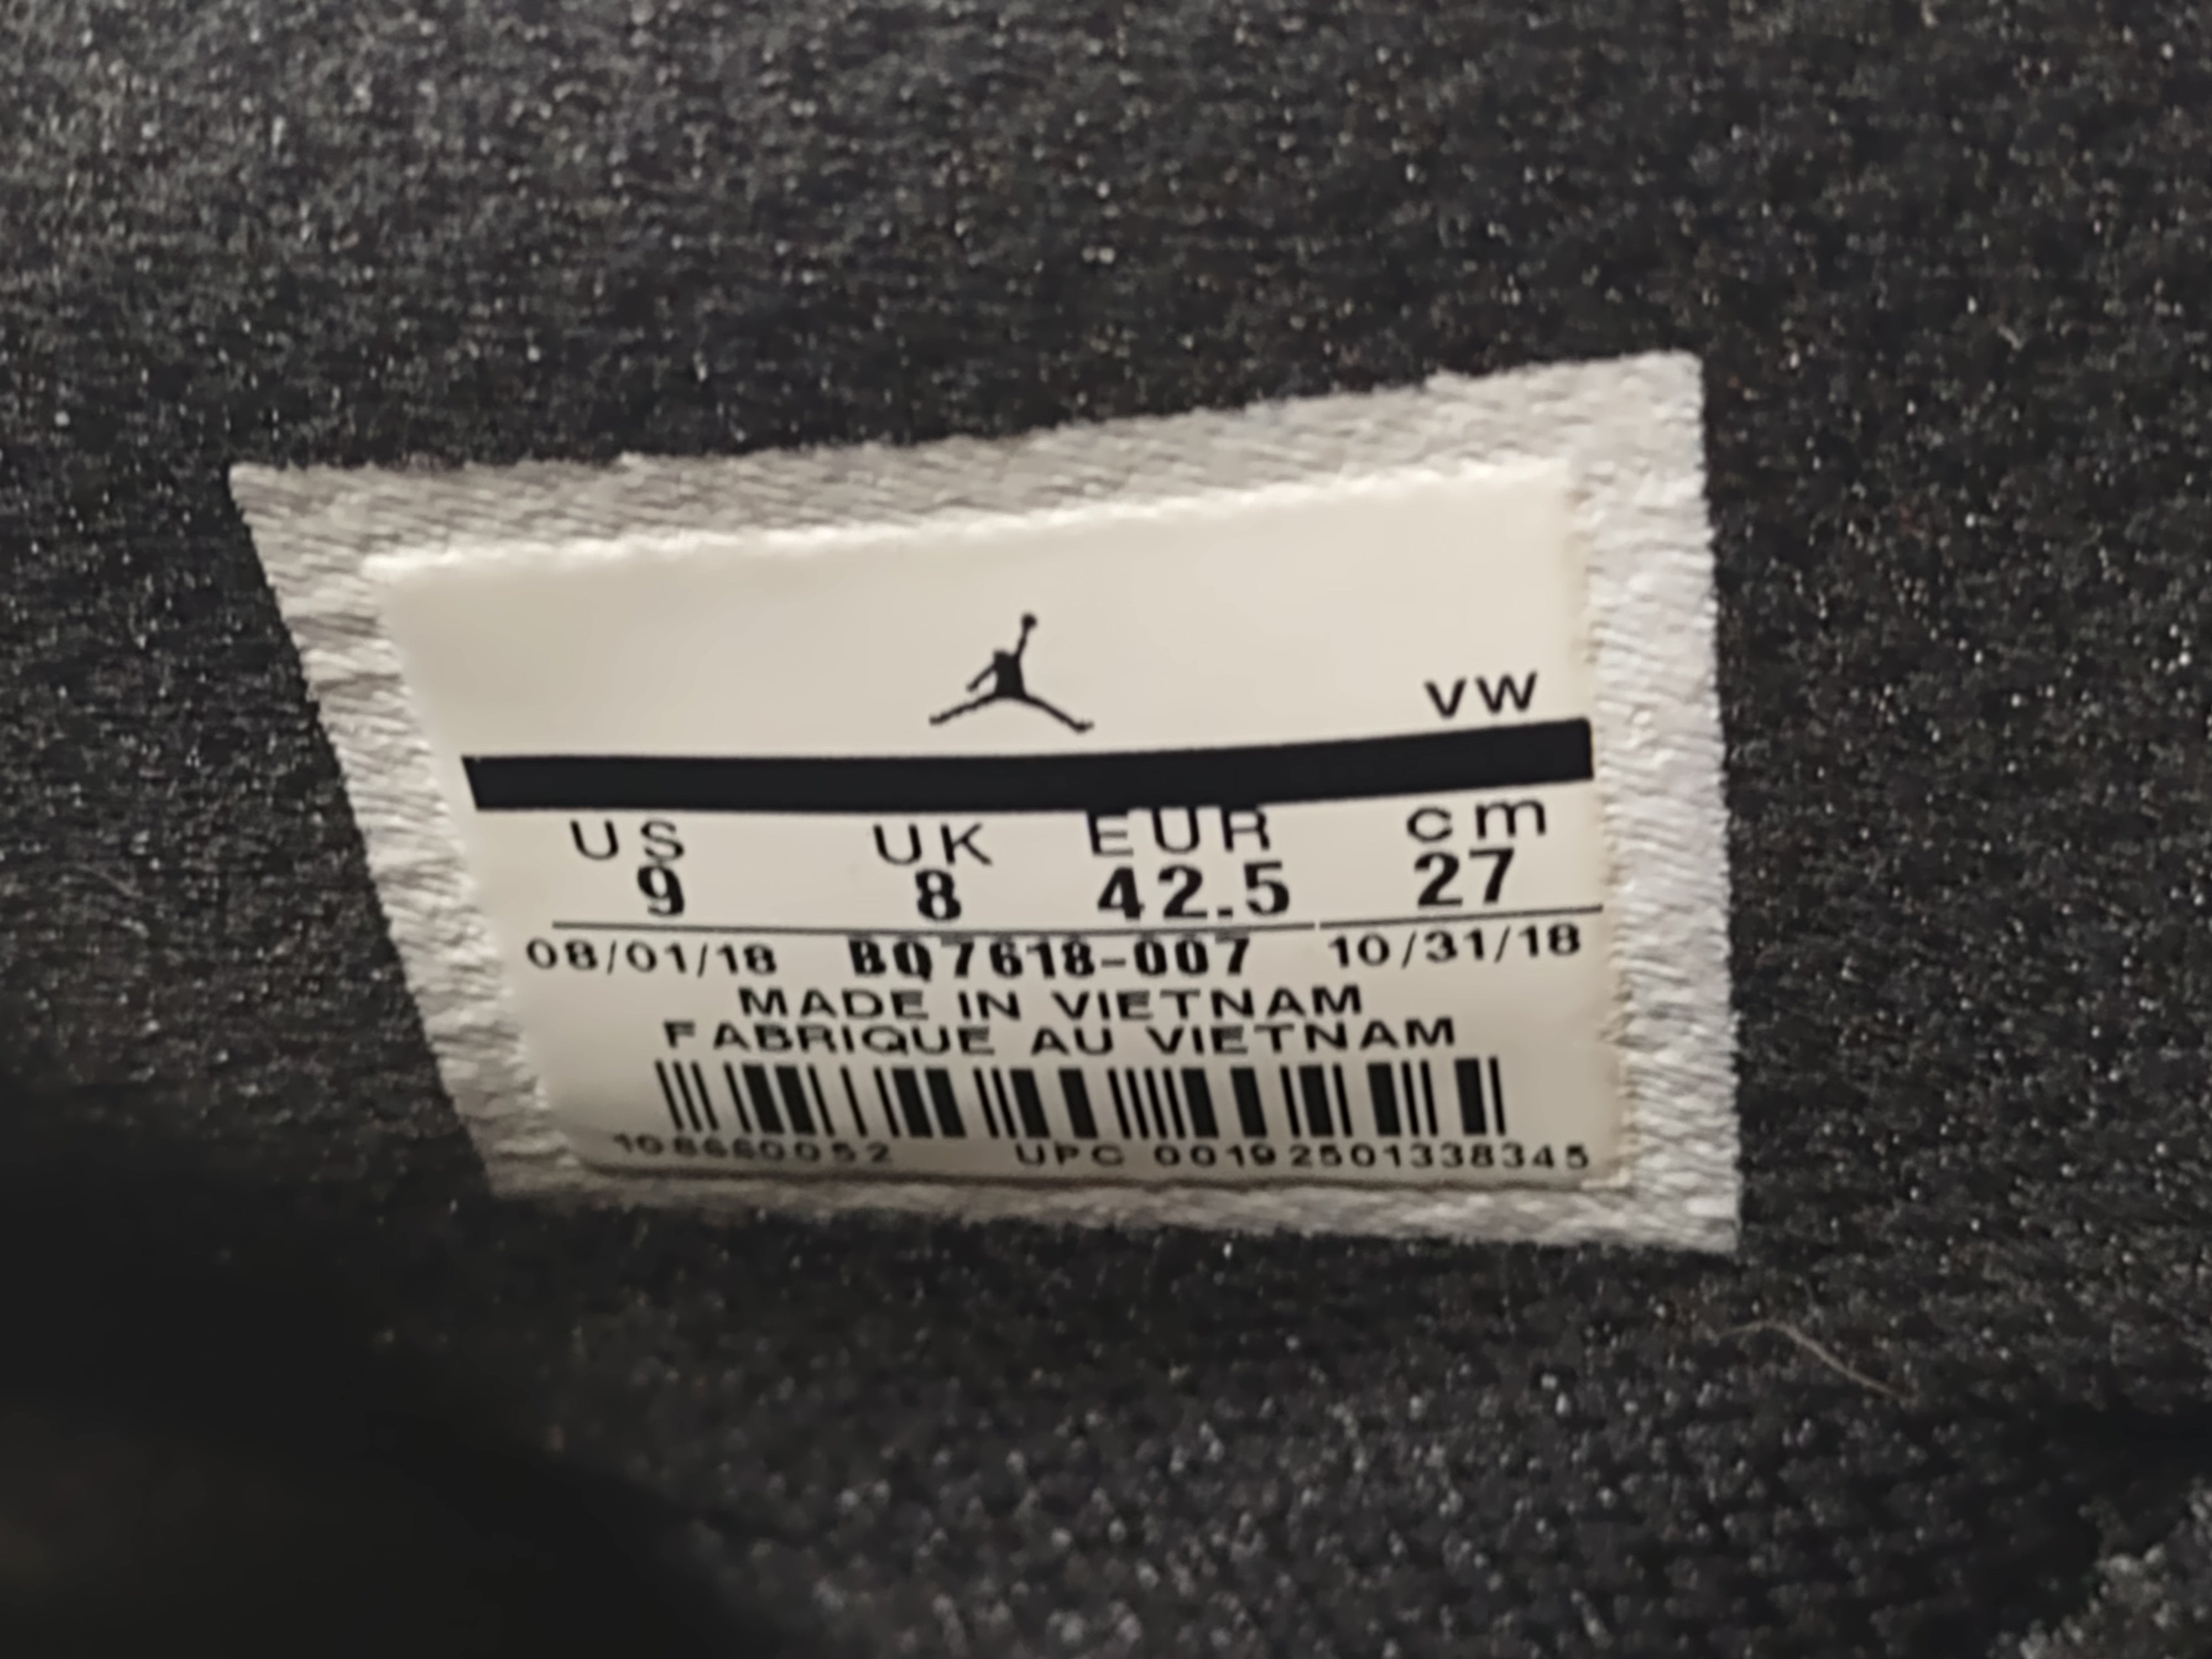 VW
US UK EUR cm
9 8 42.5 27
08/01/18 BQ7618-007 10/31/18
MADE IN VIETNAM
FABRIQUE AU VIETNAM
UPC 00192501338345